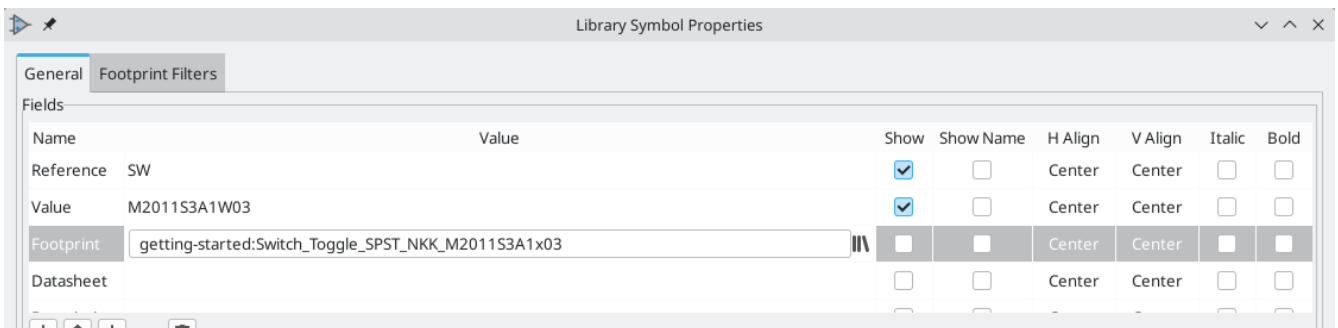 Library Symbol Properties
General Footprint Filters
Fields
Name Value Show Show Name H Align V Align Italic Bold
Reference SW Center Center
Value M2011S3A1W03 Center Center
Footprint getting-started:Switch_Toggle_SPST_NKK_M2011S3A1x03 Center Center
Datasheet Center Center